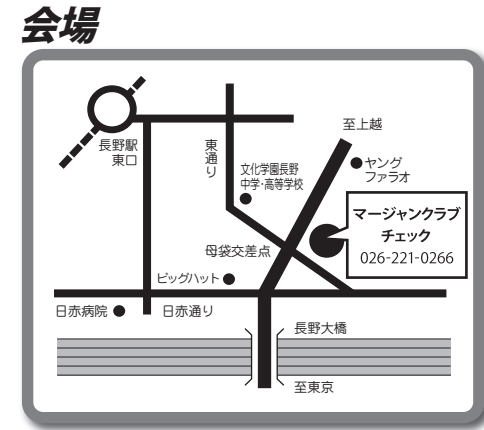 会場
長野駅
東口
東通り
文化学園長野
中学・高等学校
至上越
ヤング
ファラオ
マージャンクラブ
チェック
026-221-0266
母袋交差点
ビッグハット
日赤病院
日赤通り
長野大橋
至東京